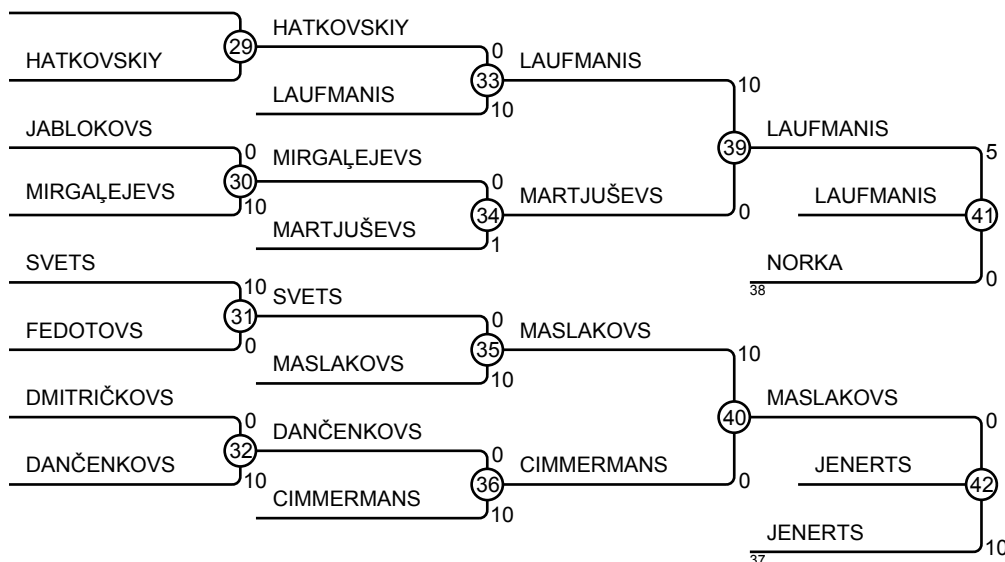 HATKOVSKIY
29
HATKOVSKIY
0
LAUFMANIS
33
HATKOVSKIY
LAUFMANIS
10
10
JABLOKOVS
LAUFMANIS
0
MIRGAĻEJEVS
39
5
30
MIRGAĻEJEVS
10
0
34
MARTJUŠEVS
LAUFMANIS
41
MARTJUŠEVS
1
0
SVETS
NORKA
10
38
0
SVETS
31
0
FEDOTOVS
0
MASLAKOVS
35
MASLAKOVS
10
10
DMITRIČKOVS
MASLAKOVS
0
DANČENKOVS
40
0
32
DANČENKOVS
10
0
CIMMERMANS
JENERTS
36
0
42
CIMMERMANS
10
JENERTS
37
10